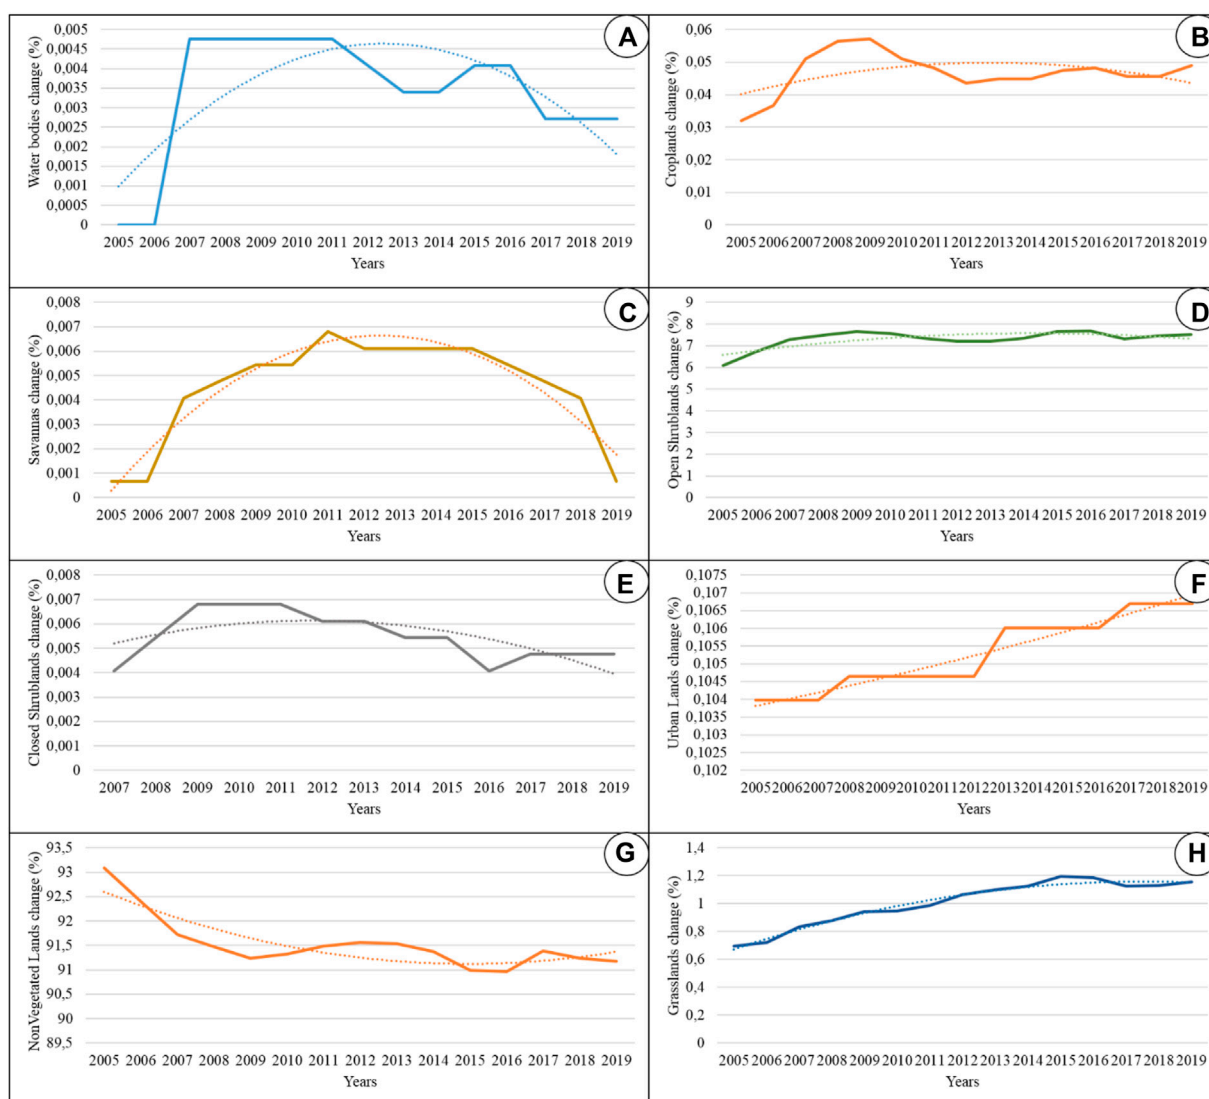 A
Water bodies change (%)
0,005
0,0045
0,004
0,0035
0,003
0,0025
0,002
0,0015
0,001
0,0005
0
2005 2006 2007 2008 2009 2010 2011 2012 2013 2014 2015 2016 2017 2018 2019
Years
B
Croplands change (%)
0,06
0,05
0,04
0,03
0,02
0,01
0
2005 2006 2007 2008 2009 2010 2011 2012 2013 2014 2015 2016 2017 2018 2019
Years
C
Savannas change (%)
0,008
0,007
0,006
0,005
0,004
0,003
0,002
0,001
0
2005 2006 2007 2008 2009 2010 2011 2012 2013 2014 2015 2016 2017 2018 2019
Years
D
Open Shrublands change (%)
9
8
7
6
5
4
3
2
1
0
2005 2006 2007 2008 2009 2010 2011 2012 2013 2014 2015 2016 2017 2018 2019
Years
E
Closed Shrublands change (%)
0,008
0,007
0,006
0,005
0,004
0,003
0,002
0,001
0
2007 2008 2009 2010 2011 2012 2013 2014 2015 2016 2017 2018 2019
Years
F
Urban Lands change (%)
0,1075
0,107
0,1065
0,106
0,1055
0,105
0,1045
0,104
0,1035
0,103
0,1025
0,102
2005 2006 2007 2008 2009 2010 2011 2012 2013 2014 2015 2016 2017 2018 2019
Years
G
NonVegetated Lands change (%)
93,5
93
92,5
92
91,5
91
90,5
90
89,5
2005 2006 2007 2008 2009 2010 2011 2012 2013 2014 2015 2016 2017 2018 2019
Years
H
Grasslands change (%)
1,4
1,2
1
0,8
0,6
0,4
0,2
0
2005 2006 2007 2008 2009 2010 2011 2012 2013 2014 2015 2016 2017 2018 2019
Years